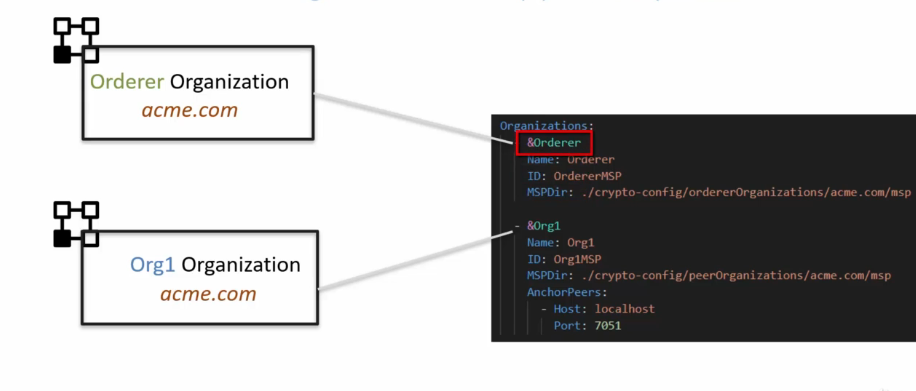 Orderer Organization
acme.com
Org1 Organization
acme.com
Organizations:
- &Orderer
Name: Orderer
ID: OrdererMSP
MSPDir: ./crypto-config/ordererOrganizations/acme.com/msp
- &Org1
Name: Org1
ID: Org1MSP
MSPDir: ./crypto-config/peerOrganizations/acme.com/msp
AnchorPeers:
- Host: localhost
Port: 7051